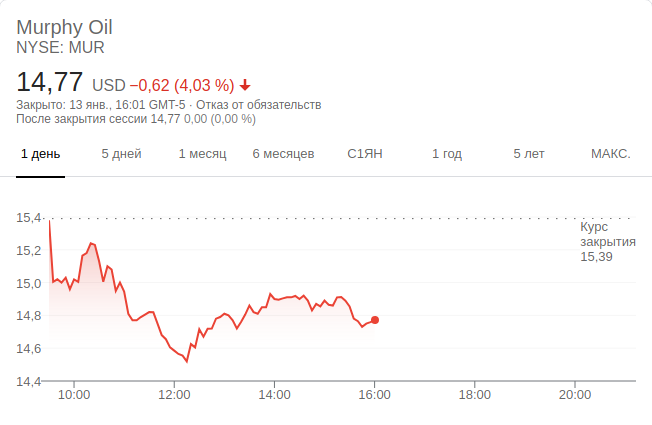 Murphy Oil
NYSE: MUR
14,77 USD −0,62 (4,03 %)
Закрыто: 13 янв., 16:01 GMT-5 · Отказ от обязательств
После закрытия сессии 14,77 0,00 (0,00 %)
1 день 5 дней 1 месяц 6 месяцев С1ЯН 1 год 5 лет МАКС.
15,4
Курс
закрытия
15,39
15,2
15,0
14,8
14,6
14,4
10:00 12:00 14:00 16:00 18:00 20:00